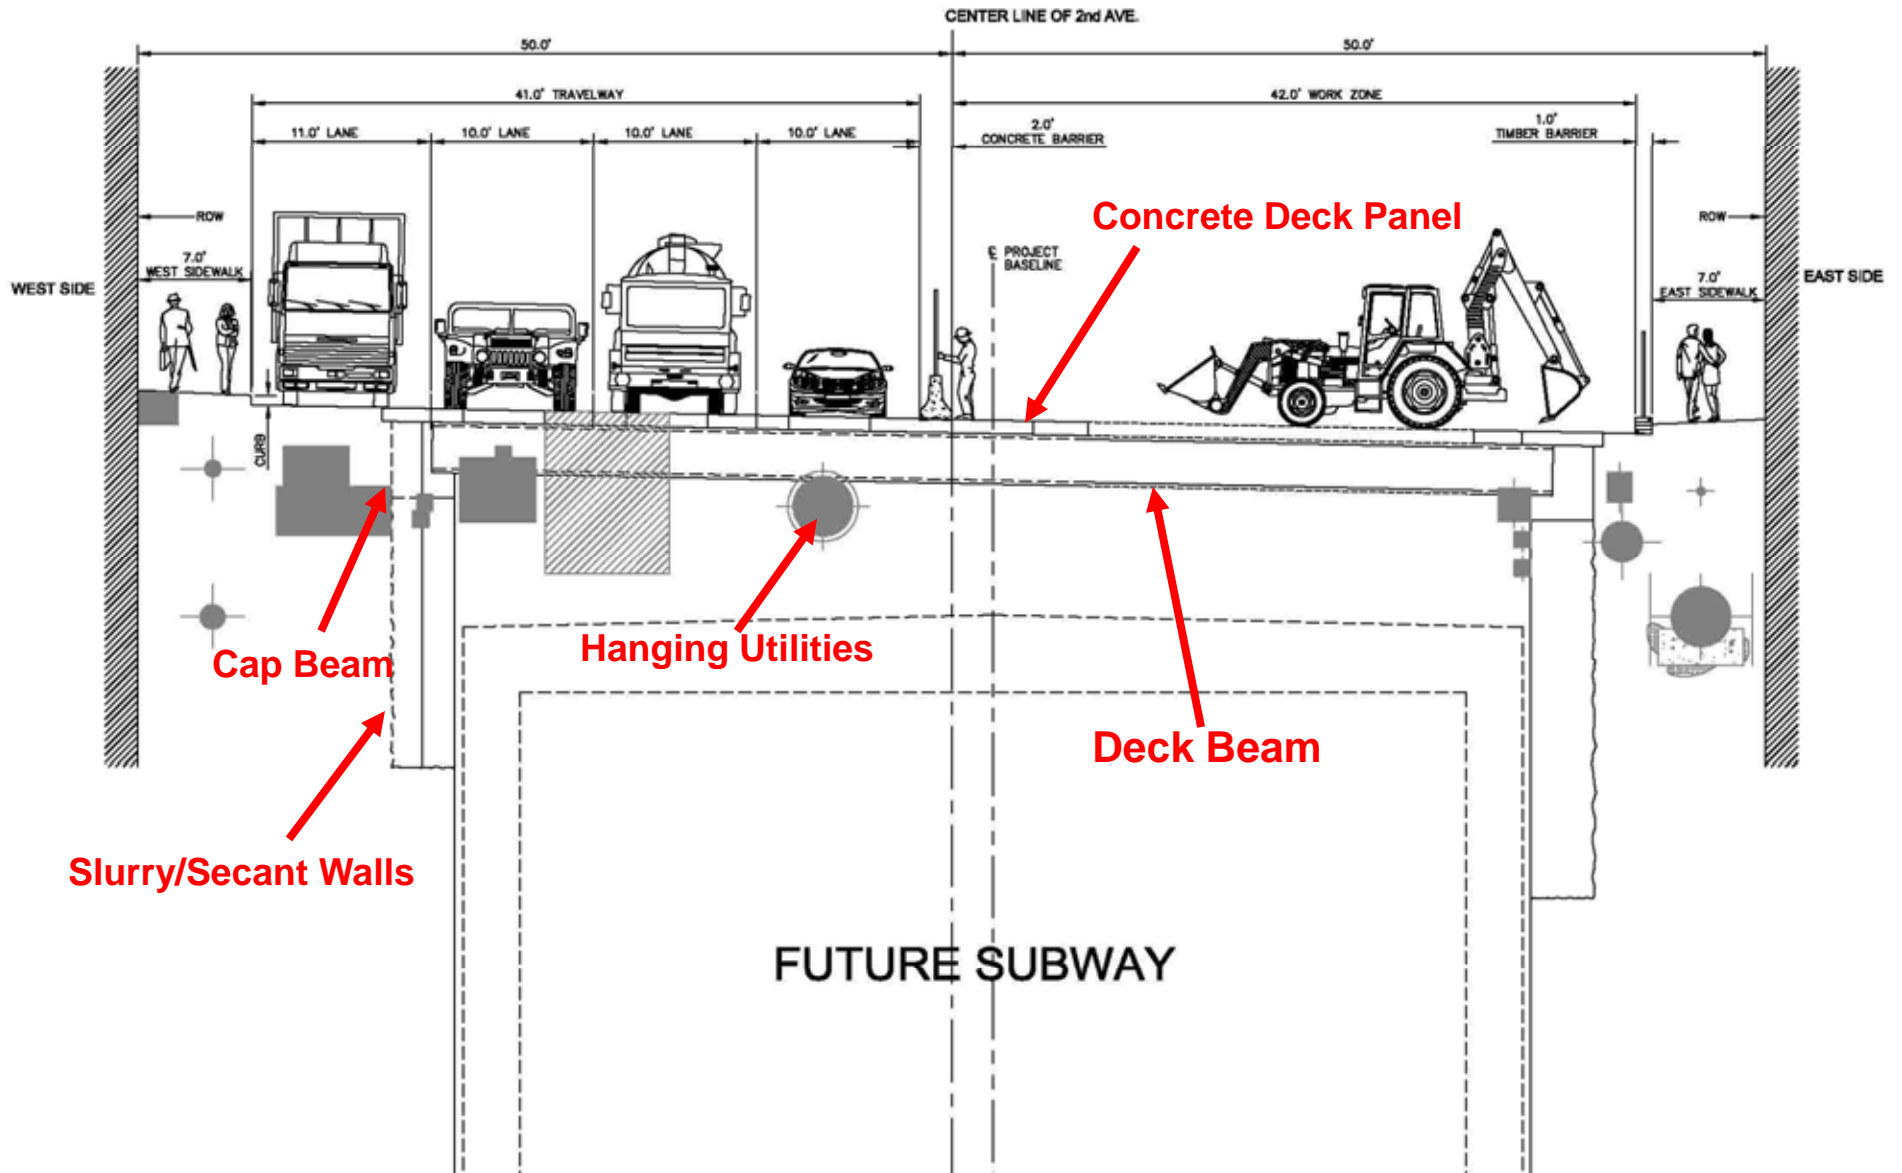 CENTER LINE OF 2nd AVE.
50.0'
50.0'
41.0' TRAVELWAY
42.0' WORK ZONE
11.0' LANE
10.0' LANE
10.0' LANE
10.0' LANE
2.0'
CONCRETE BARRIER
1.0'
TIMBER BARRIER
ROW
Concrete Deck Panel
ROW
7.0'
WEST SIDEWALK
℄ PROJECT
BASELINE
WEST SIDE
7.0'
EAST SIDEWALK
EAST SIDE
CURB
Cap Beam
Hanging Utilities
Deck Beam
Slurry/Secant Walls
FUTURE SUBWAY